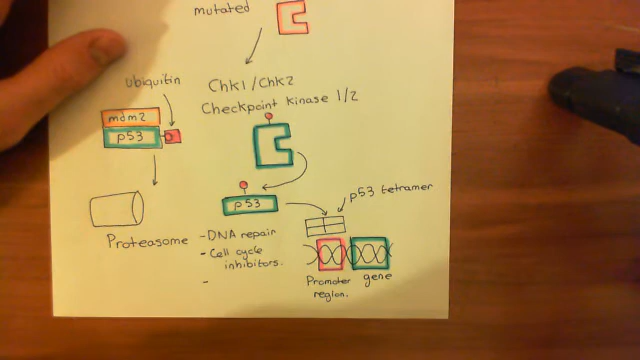 mutated
ubiquitin
Chk1/Chk2
Checkpoint kinase 1/2
mdm2
p53
p53 tetramer
p53
Proteasome
-DNA repair
- Cell cycle
inhibitors.
-
Promoter gene
region.